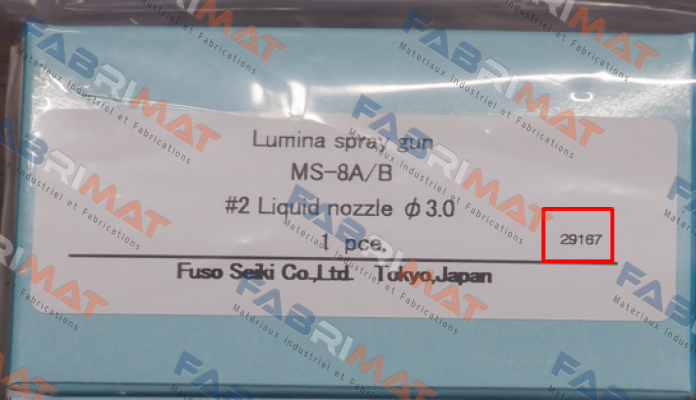 Lumina spray gun
MS-8A/B
#2 Liquid nozzle ϕ3.0
1 pce.
29167
Fuso Seiki Co.,Ltd. Tokyo,Japan
FABRIMAT
Materiaux Industriel et Fabrications